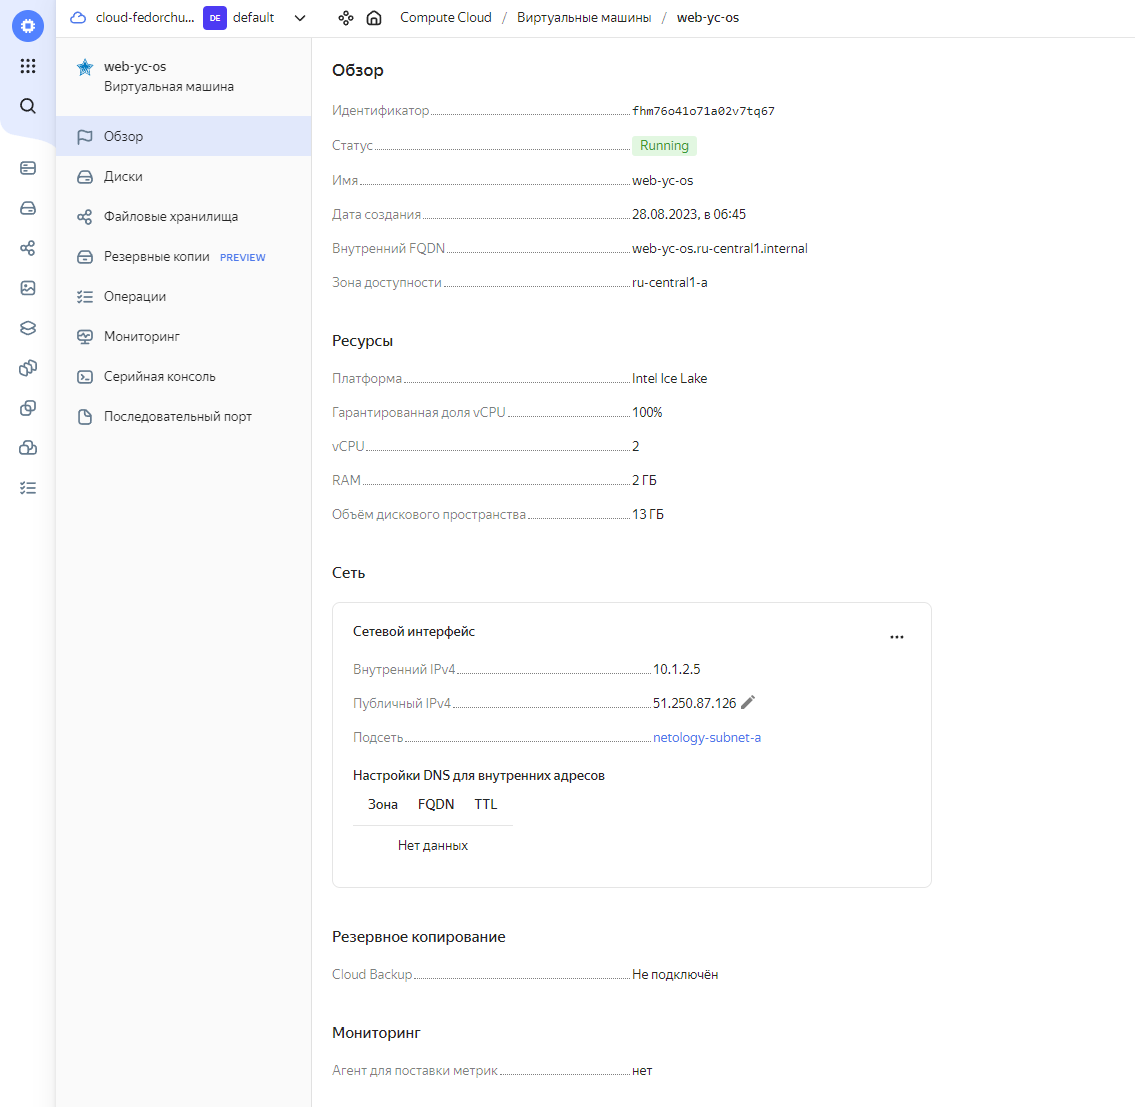 cloud-fedorchu... DE default Compute Cloud / Виртуальные машины / web-yc-os
web-yc-os
Виртуальная машина
Обзор
Диски
Файловые хранилища
Резервные копии PREVIEW
Операции
Мониторинг
Серийная консоль
Последовательный порт
Обзор
Идентификатор fhm76o41o71a02v7tq67
Статус Running
Имя web-yc-os
Дата создания 28.08.2023, в 06:45
Внутренний FQDN web-yc-os.ru-central1.internal
Зона доступности ru-central1-a
Ресурсы
Платформа Intel Ice Lake
Гарантированная доля vCPU 100%
vCPU 2
RAM 2 ГБ
Объём дискового пространства 13 ГБ
Сеть
Сетевой интерфейс
Внутренний IPv4 10.1.2.5
Публичный IPv4 51.250.87.126
Подсеть netology-subnet-a
Настройки DNS для внутренних адресов
Зона FQDN TTL
Нет данных
Резервное копирование
Cloud Backup Не подключён
Мониторинг
Агент для поставки метрик нет